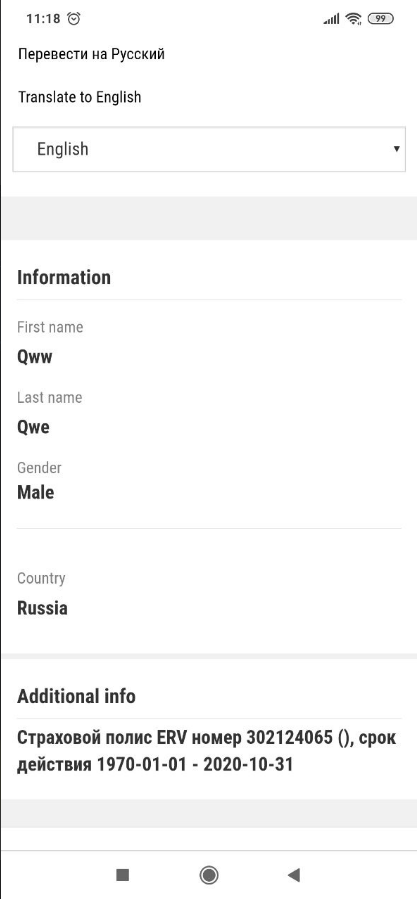 11:18
99
Перевести на Русский
Translate to English
English
Information
First name
Qww
Last name
Qwe
Gender
Male
Country
Russia
Additional info
Страховой полис ERV номер 302124065 (), срок
действия 1970-01-01 - 2020-10-31